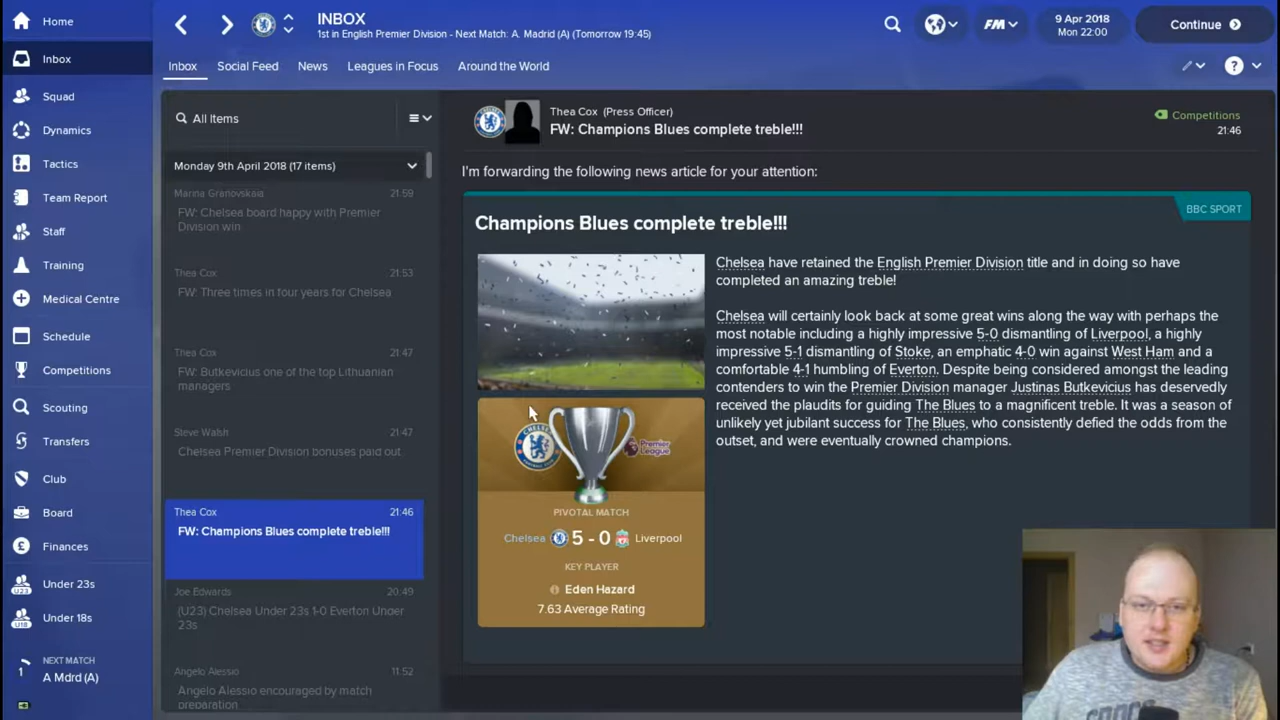 Home
Inbox
Squad
Dynamics
Tactics
Team Report
Staff
Training
Medical Centre
Schedule
Competitions
Scouting
Transfers
Club
Board
Finances
U23
Under 23s
U18
Under 18s
1
NEXT MATCH
A Mdrd (A)
INBOX
1st in English Premier Division - Next Match: A. Madrid (A) (Tomorrow 19:45)
FM
9 Apr 2018
Mon 22:00
Continue
Inbox
Social Feed
News
Leagues in Focus
Around the World
?
All Items
Monday 9th April 2018 (17 items)
Marina Granovskaia 21:59
FW: Chelsea board happy with Premier
Division win
Thea Cox 21:53
FW: Three times in four years for Chelsea
Thea Cox 21:47
FW: Butkevicius one of the top Lithuanian
managers
Steve Walsh 21:47
Chelsea Premier Division bonuses paid out
Thea Cox 21:46
FW: Champions Blues complete treble!!!
Joe Edwards 20:49
(U23) Chelsea Under 23s 1-0 Everton Under
23s
Angelo Alessio 11:52
Angelo Alessio encouraged by match
preparation
Thea Cox (Press Officer)
FW: Champions Blues complete treble!!!
Competitions
21:46
I'm forwarding the following news article for your attention:
BBC SPORT
Champions Blues complete treble!!!
Chelsea have retained the English Premier Division title and in doing so have
completed an amazing treble!
Chelsea will certainly look back at some great wins along the way with perhaps the
most notable including a highly impressive 5-0 dismantling of Liverpool, a highly
impressive 5-1 dismantling of Stoke, an emphatic 4-0 win against West Ham and a
comfortable 4-1 humbling of Everton. Despite being considered amongst the leading
contenders to win the Premier Division manager Justinas Butkevicius has deservedly
received the plaudits for guiding The Blues to a magnificent treble. It was a season of
unlikely yet jubilant success for The Blues, who consistently defied the odds from the
outset, and were eventually crowned champions.
Premier
League
PIVOTAL MATCH
Chelsea 5 - 0 Liverpool
KEY PLAYER
Eden Hazard
7.63 Average Rating